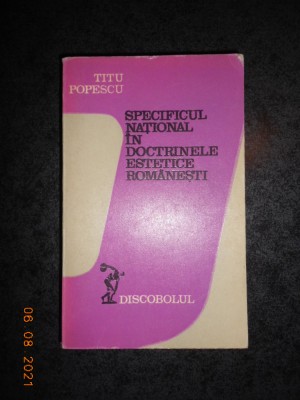 TITU
POPESCU
SPECIFICUL
NAȚIONAL
ÎN
DOCTRINELE
ESTETICE
ROMÂNEȘTI
DISCOBOLUL
06.08.2021